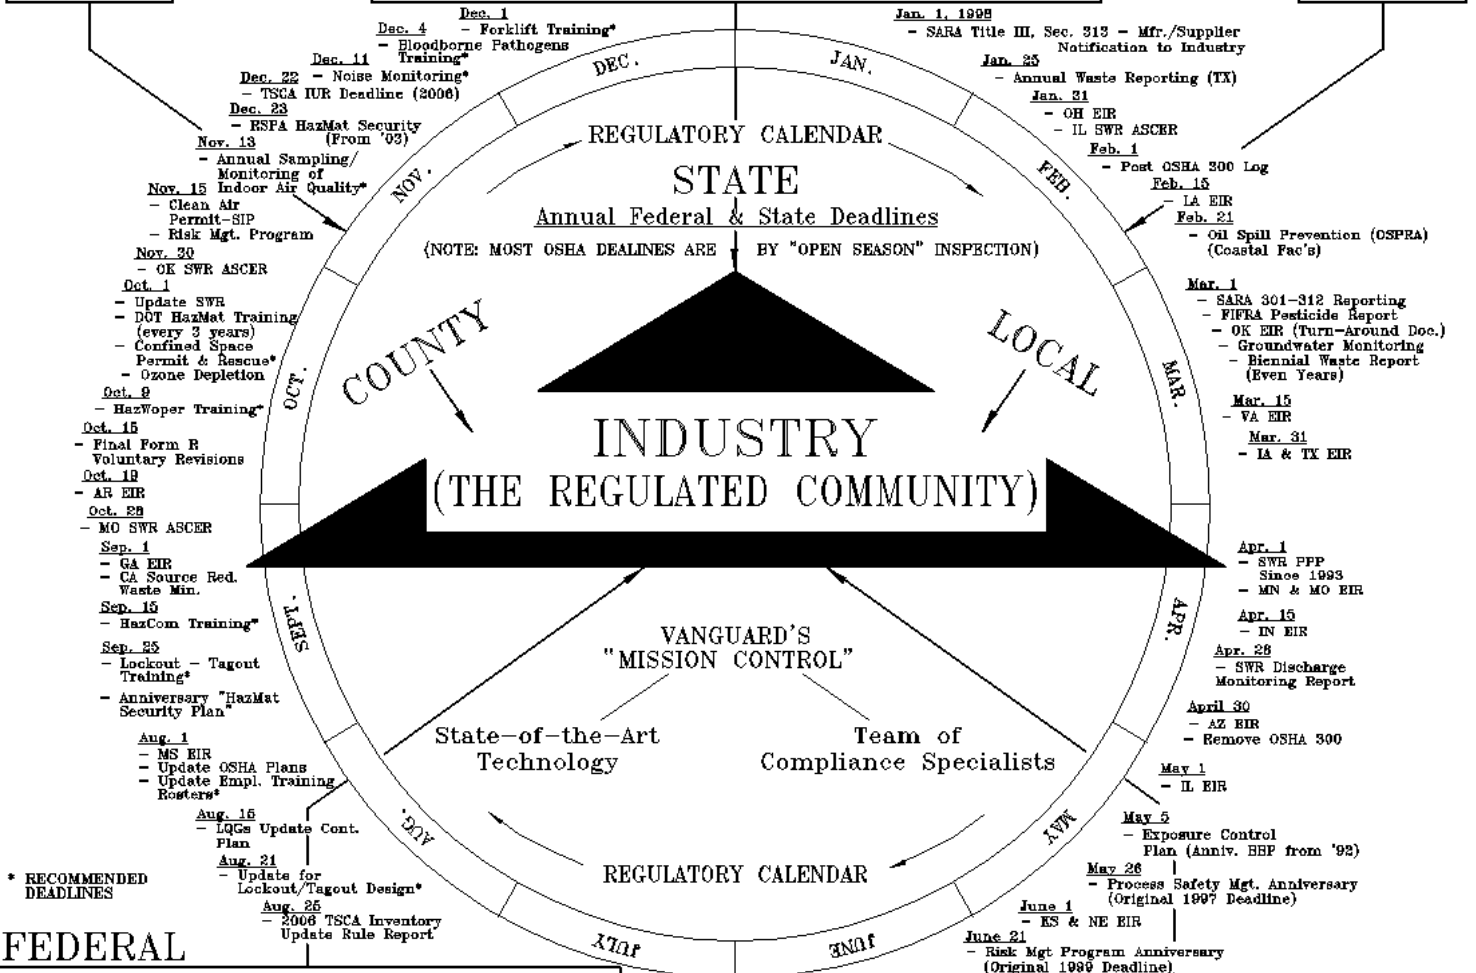 Dec. 1
- Forklift Training*
Dec. 4
- Bloodborne Pathogens
Training*
Dec. 11
- Noise Monitoring*
Dec. 22
- TSCA IUR Deadline (2006)
Dec. 23
- RSPA HazMat Security
(From '03)
Nov. 13
- Annual Sampling/
Monitoring of
Indoor Air Quality*
Nov. 15
- Clean Air
Permit-SIP
- Risk Mgt. Program
Nov. 30
- OK SWR ASCER
Oct. 1
- Update SWR
- DOT HazMat Training
(every 3 years)
- Confined Space
Permit & Rescue*
- Ozone Depletion
Oct. 9
- HazWoper Training*
Oct. 15
- Final Form R
Voluntary Revisions
Oct. 19
- AR EIR
Oct. 28
- MO SWR ASCER
Sep. 1
- GA EIR
- CA Source Red.
Waste Min.
Sep. 15
- HazCom Training*
Sep. 25
- Lockout - Tagout
Training*
- Anniversary "HazMat
Security Plan"
Aug. 1
- MS EIR
- Update OSHA Plans
- Update Empl. Training
Rosters*
Aug. 15
- LQGs Update Cont.
Plan
Aug. 21
- Update for
Lockout/Tagout Design*
Aug. 25
- 2006 TSCA Inventory
Update Rule Report
* RECOMMENDED
DEADLINES
FEDERAL
DEC.
JAN.
NOV.
FEB.
OCT.
MAR.
SEPT.
APR.
AUG.
MAY
JULY
JUNE
REGULATORY CALENDAR
STATE
Annual Federal & State Deadlines
(NOTE: MOST OSHA DEALINES ARE BY "OPEN SEASON" INSPECTION)
COUNTY
LOCAL
INDUSTRY
(THE REGULATED COMMUNITY)
VANGUARD'S
"MISSION CONTROL"
State-of-the-Art
Technology
Team of
Compliance Specialists
REGULATORY CALENDAR
Jan. 1, 1998
- SARA Title III, Sec. 313 - Mfr./Supplier
Notification to Industry
Jan. 25
- Annual Waste Reporting (TX)
Jan. 31
- OH EIR
- IL SWR ASCER
Feb. 1
- Post OSHA 300 Log
Feb. 15
- LA EIR
Feb. 21
- Oil Spill Prevention (OSPRA)
(Coastal Fac's)
Mar. 1
- SARA 301-312 Reporting
- FIFRA Pesticide Report
- OK EIR (Turn-Around Doc.)
- Groundwater Monitoring
- Biennial Waste Report
(Even Years)
Mar. 15
- VA EIR
Mar. 31
- IA & TX EIR
Apr. 1
- SWR PPP
Since 1993
- MN & MO EIR
Apr. 15
- IN EIR
Apr. 28
- SWR Discharge
Monitoring Report
April 30
- AZ EIR
- Remove OSHA 300
May 1
- IL EIR
May 5
- Exposure Control
Plan (Anniv. BBP from '92)
May 26
- Process Safety Mgt. Anniversary
(Original 1997 Deadline)
June 1
- KS & NE EIR
June 21
- Risk Mgt Program Anniversary
(Original 1999 Deadline)